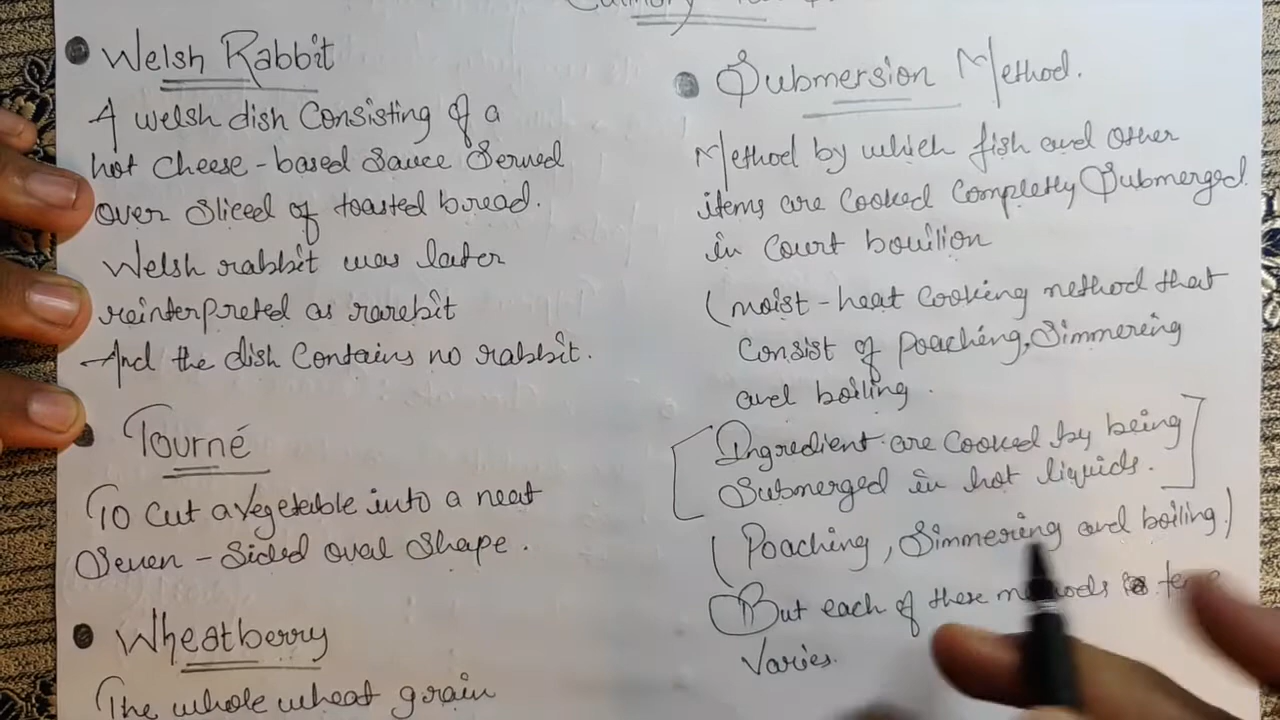 Culinary
Welsh Rabbit
A welsh dish Consisting of a
hot cheese-based sauce served
over sliced of toasted bread.
Welsh rabbit was later
reinterpreted as rarebit
And the dish Contains no rabbit.
Tourné
To cut a vegetable into a neat
Seven-Sided oval Shape.
Wheatberry
The whole wheat grain
Submersion Method.
Method by which fish and other
items are cooked completly Submerged
in court bouilion
(moist-heat cooking method that
Consist of poaching, Simmering
and boiling.
[Ingredient are cooked by being
Submerged in hot liquids.]
(Poaching, Simmering and boiling)
But each of these methods
Varies.